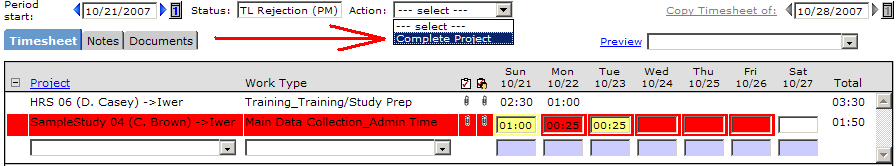 Period start: 10/21/2007 1 Status: TL Rejection (PM) Action: --- select --- Copy Timesheet of: 10/28/2007 1
--- select ---
Complete Project
Timesheet Notes Documents Preview
Sun Mon Tue Wed Thu Fri Sat
Project Work Type 10/21 10/22 10/23 10/24 10/25 10/26 10/27 Total
HRS 06 (D. Casey) ->Iwer Training_Training/Study Prep 02:30 01:00 03:30
SampleStudy 04 (C. Brown) ->Iwer Main Data Collection_Admin Time 01:00 00:25 00:25 01:50